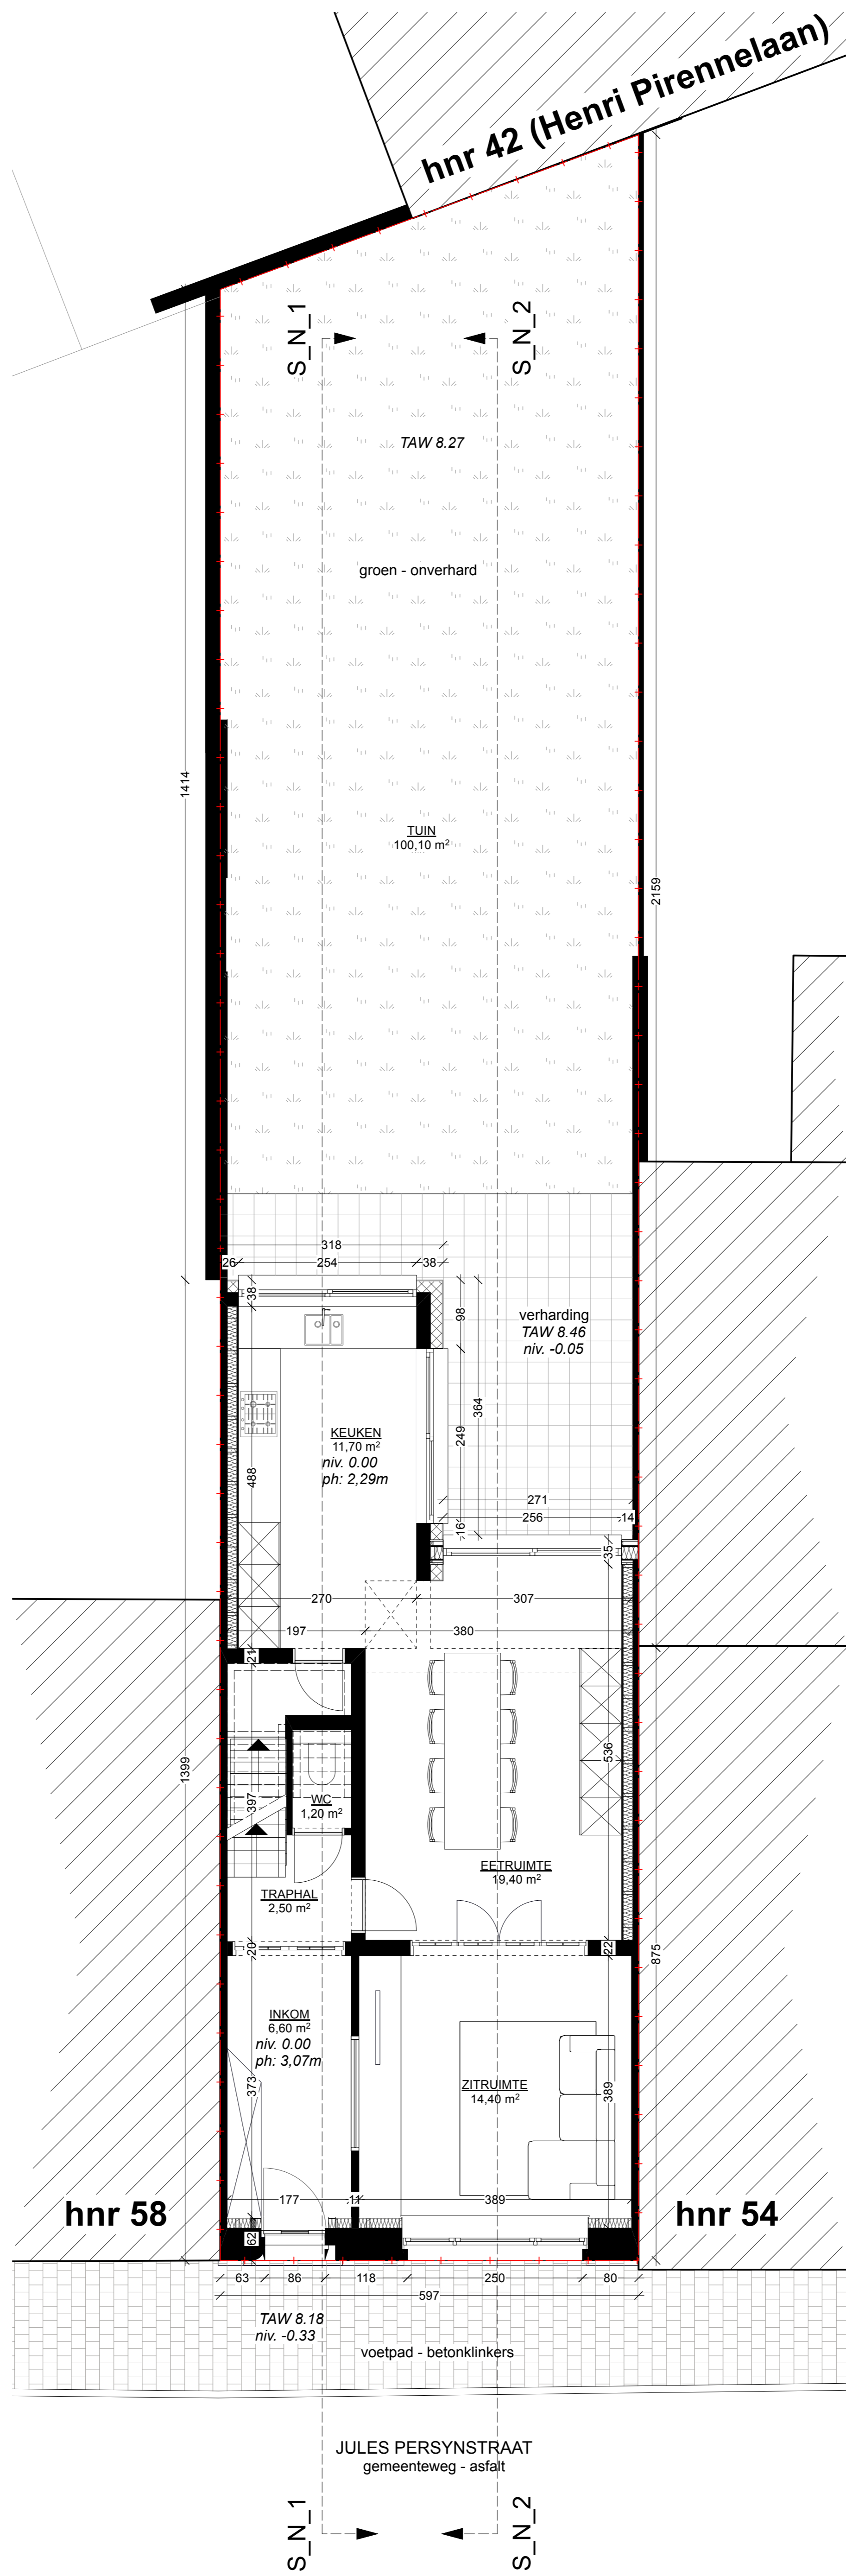 hnr 42 (Henri Pirennelaan)
S_N_1
S_N_2
TAW 8.27
groen - onverhard
1414
TUIN
100,10 m²
2159
318
26
254
38
38
98
verharding
TAW 8.46
niv. -0.05
364
249
KEUKEN
11,70 m²
niv. 0.00
ph: 2,29m
488
271
256
14
16
35
270
307
197
380
21
536
1399
397
WC
1,20 m²
EETRUIMTE
19,40 m²
TRAPHAL
2,50 m²
20
22
875
INKOM
6,60 m²
niv. 0.00
ph: 3,07m
373
ZITRUIMTE
14,40 m²
389
177
11
389
hnr 58
hnr 54
62
63
86
118
250
80
597
TAW 8.18
niv. -0.33
voetpad - betonklinkers
JULES PERSYNSTRAAT
gemeenteweg - asfalt
S_N_1
S_N_2